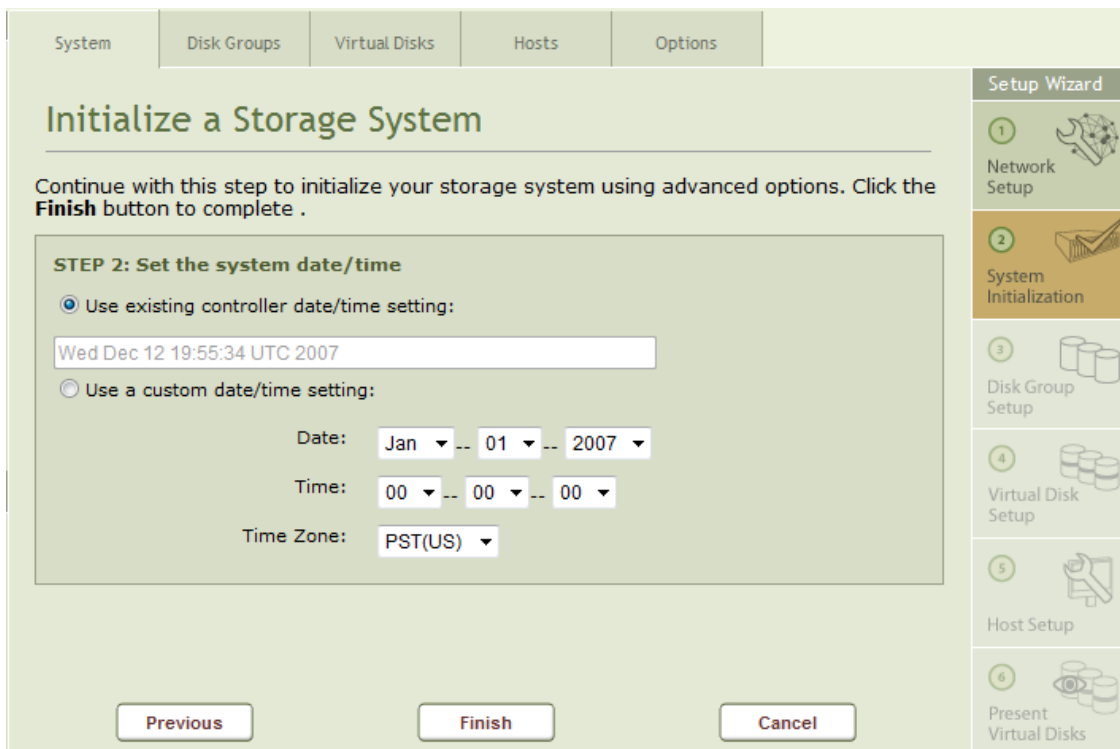 System
Disk Groups
Virtual Disks
Hosts
Options
Initialize a Storage System
Continue with this step to initialize your storage system using advanced options. Click the
Finish button to complete .
STEP 2: Set the system date/time
Use existing controller date/time setting:
Wed Dec 12 19:55:34 UTC 2007
Use a custom date/time setting:
Date: Jan -- 01 -- 2007
Time: 00 -- 00 -- 00
Time Zone: PST(US)
Previous
Finish
Cancel
Setup Wizard
1
Network
Setup
2
System
Initialization
3
Disk Group
Setup
4
Virtual Disk
Setup
5
Host Setup
6
Present
Virtual Disks